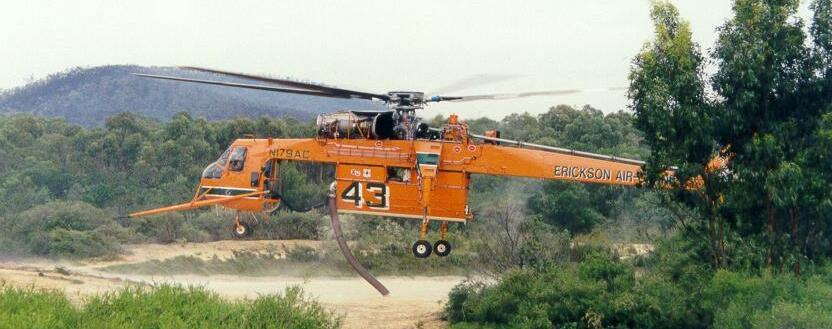 N179AC
43
ERICKSON AIR-